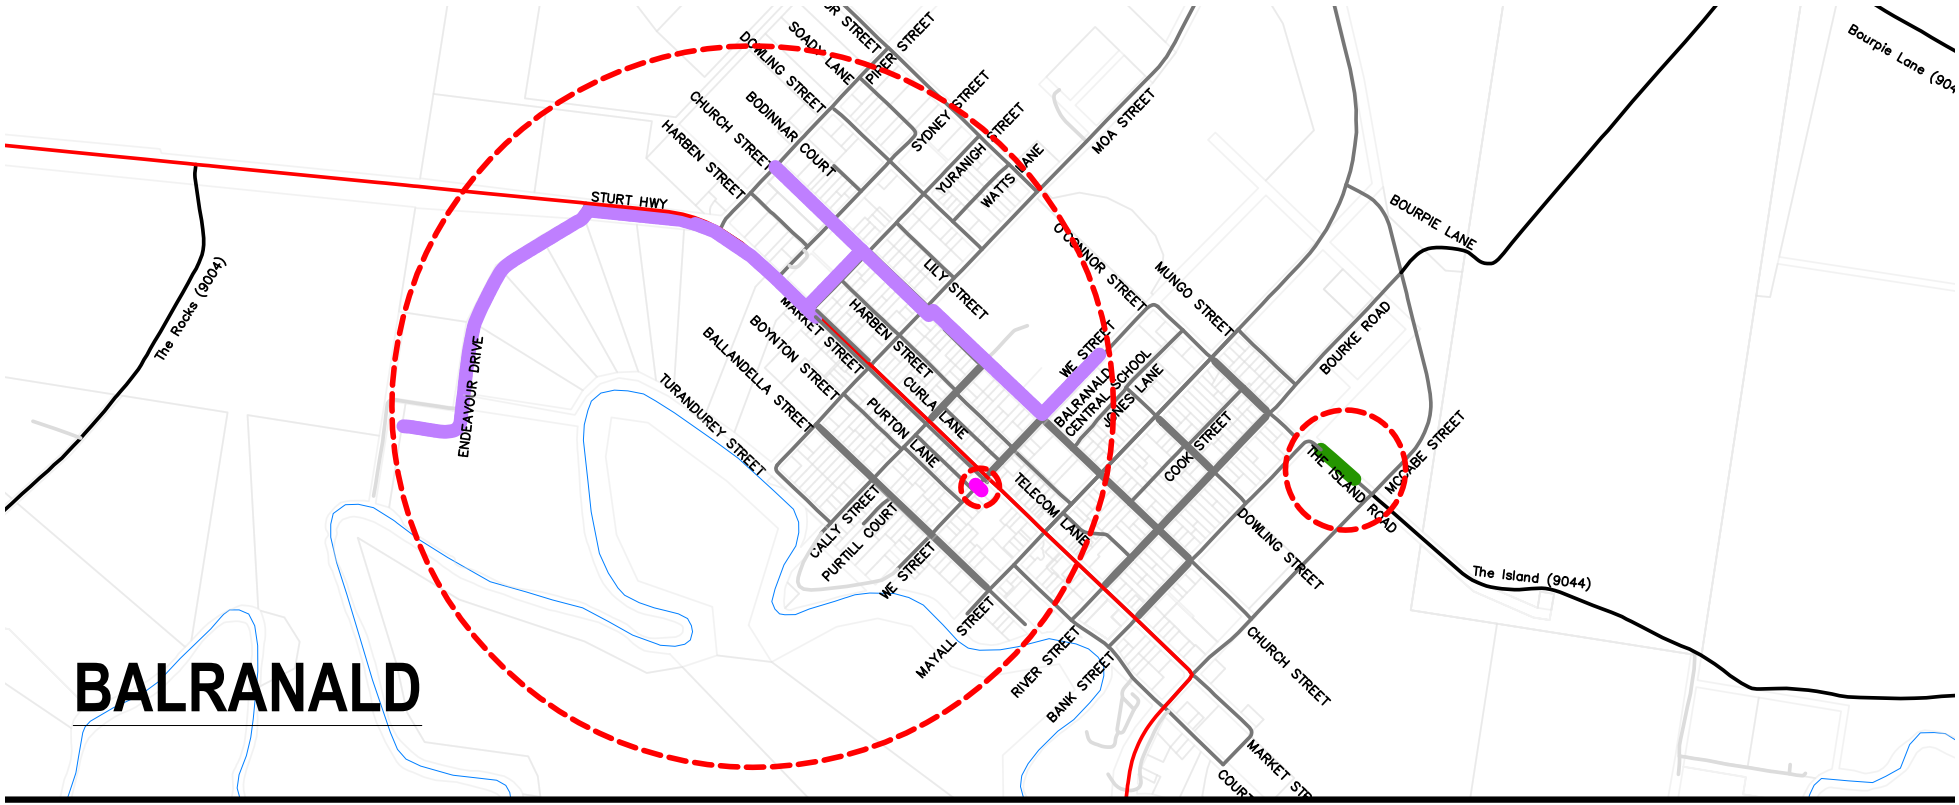 OR STREET
SOADY LANE
PIPER STREET
DOWLING STREET
CHURCH STREET
BODINNAR COURT
HARBEN STREET
SYDNEY STREET
YURANIGH STREET
WATTS LANE
MOA STREET
Bourpie Lane (904
STURT HWY
BOURPIE LANE
O'CONNOR STREET
MUNGO STREET
LILY STREET
The Rocks (9004)
MARKET STREET
HARBEN STREET
BOYNTON STREET
BALLANDELLA STREET
TURANDUREY STREET
WE STREET
BALRANALD
CENTRAL SCHOOL
JONES LANE
BOURKE ROAD
ENDEAVOUR DRIVE
CURLA LANE
PURTON LANE
COOK STREET
THE ISLAND ROAD
MCCABE STREET
TELECOM LANE
CALLY STREET
PURTILL COURT
WE STREET
DOWLING STREET
The Island (9044)
MAYALL STREET
RIVER STREET
BANK STREET
CHURCH STREET
BALRANALD
MARKET STR
COURT